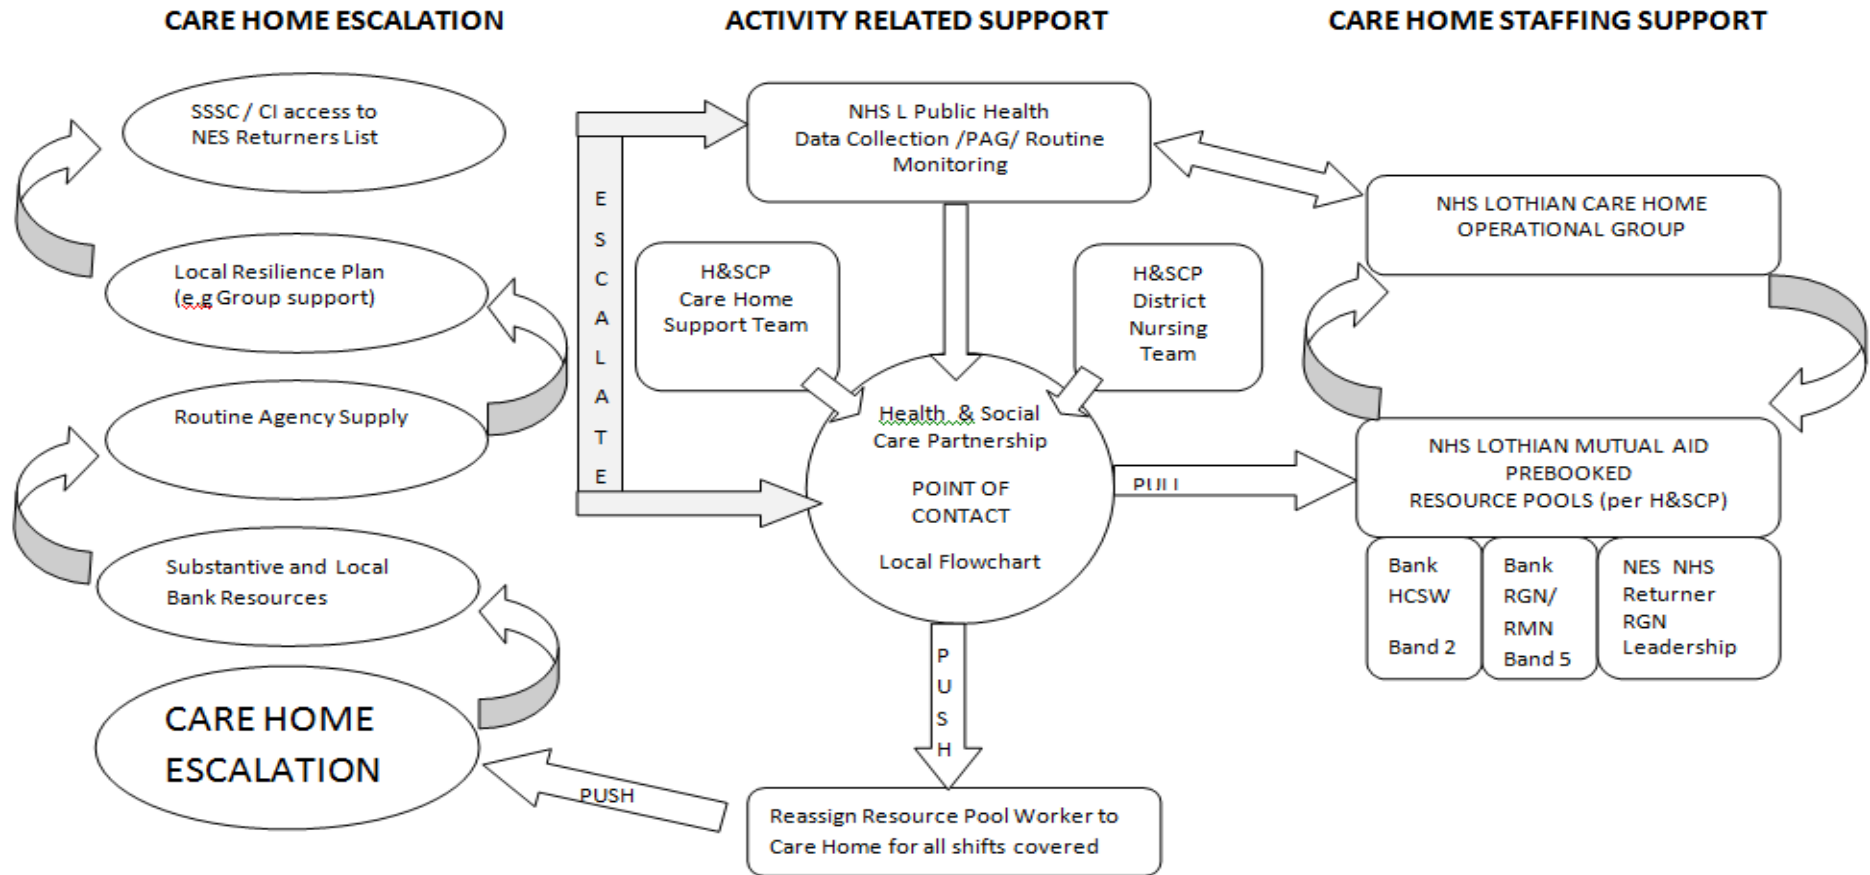 CARE HOME ESCALATION
ACTIVITY RELATED SUPPORT
CARE HOME STAFFING SUPPORT
SSSC / CI access to
NES Returners List
Local Resilience Plan
(e.g Group support)
Routine Agency Supply
Substantive and Local
Bank Resources
CARE HOME
ESCALATION
ESCALATE
NHS L Public Health
Data Collection /PAG/ Routine
Monitoring
H&SCP
Care Home
Support Team
H&SCP
District
Nursing
Team
Health & Social
Care Partnership
POINT OF
CONTACT
Local Flowchart
PUSH
PUSH
Reassign Resource Pool Worker to
Care Home for all shifts covered
PULL
NHS LOTHIAN CARE HOME
OPERATIONAL GROUP
NHS LOTHIAN MUTUAL AID
PREBOOKED
RESOURCE POOLS (per H&SCP)
Bank
HCSW
Band 2
Bank
RGN/
RMN
Band 5
NES NHS
Returner
RGN
Leadership